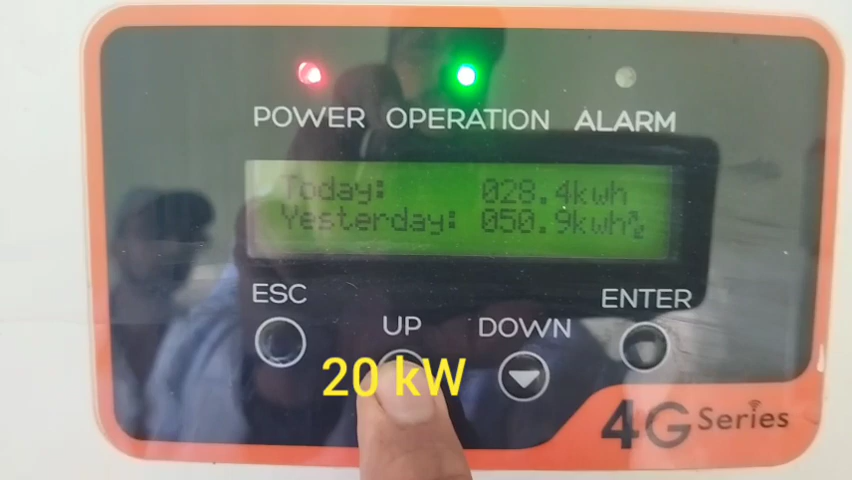 POWER OPERATION ALARM
Today: 028.4kwh
Yesterday: 050.9kwh
ESC
ENTER
UP
DOWN
20 kW
4G Series